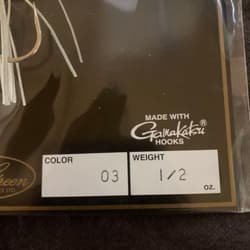 MADE WITH
Gamakatsu
HOOKS
COLOR
03
WEIGHT
1/2
oz.